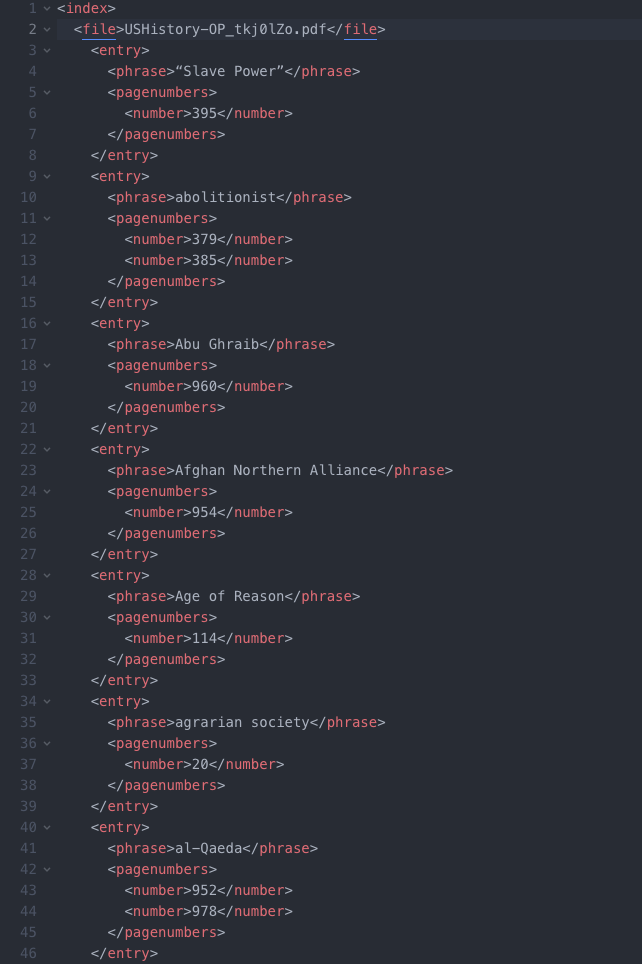 1 <index>
2 <file>USHistory-OP_tkj0lZo.pdf</file>
3 <entry>
4 <phrase>“Slave Power”</phrase>
5 <pagenumbers>
6 <number>395</number>
7 </pagenumbers>
8 </entry>
9 <entry>
10 <phrase>abolitionist</phrase>
11 <pagenumbers>
12 <number>379</number>
13 <number>385</number>
14 </pagenumbers>
15 </entry>
16 <entry>
17 <phrase>Abu Ghraib</phrase>
18 <pagenumbers>
19 <number>960</number>
20 </pagenumbers>
21 </entry>
22 <entry>
23 <phrase>Afghan Northern Alliance</phrase>
24 <pagenumbers>
25 <number>954</number>
26 </pagenumbers>
27 </entry>
28 <entry>
29 <phrase>Age of Reason</phrase>
30 <pagenumbers>
31 <number>114</number>
32 </pagenumbers>
33 </entry>
34 <entry>
35 <phrase>agrarian society</phrase>
36 <pagenumbers>
37 <number>20</number>
38 </pagenumbers>
39 </entry>
40 <entry>
41 <phrase>al-Qaeda</phrase>
42 <pagenumbers>
43 <number>952</number>
44 <number>978</number>
45 </pagenumbers>
46 </entry>